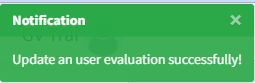 Notification ×
Update an user evaluation successfully!